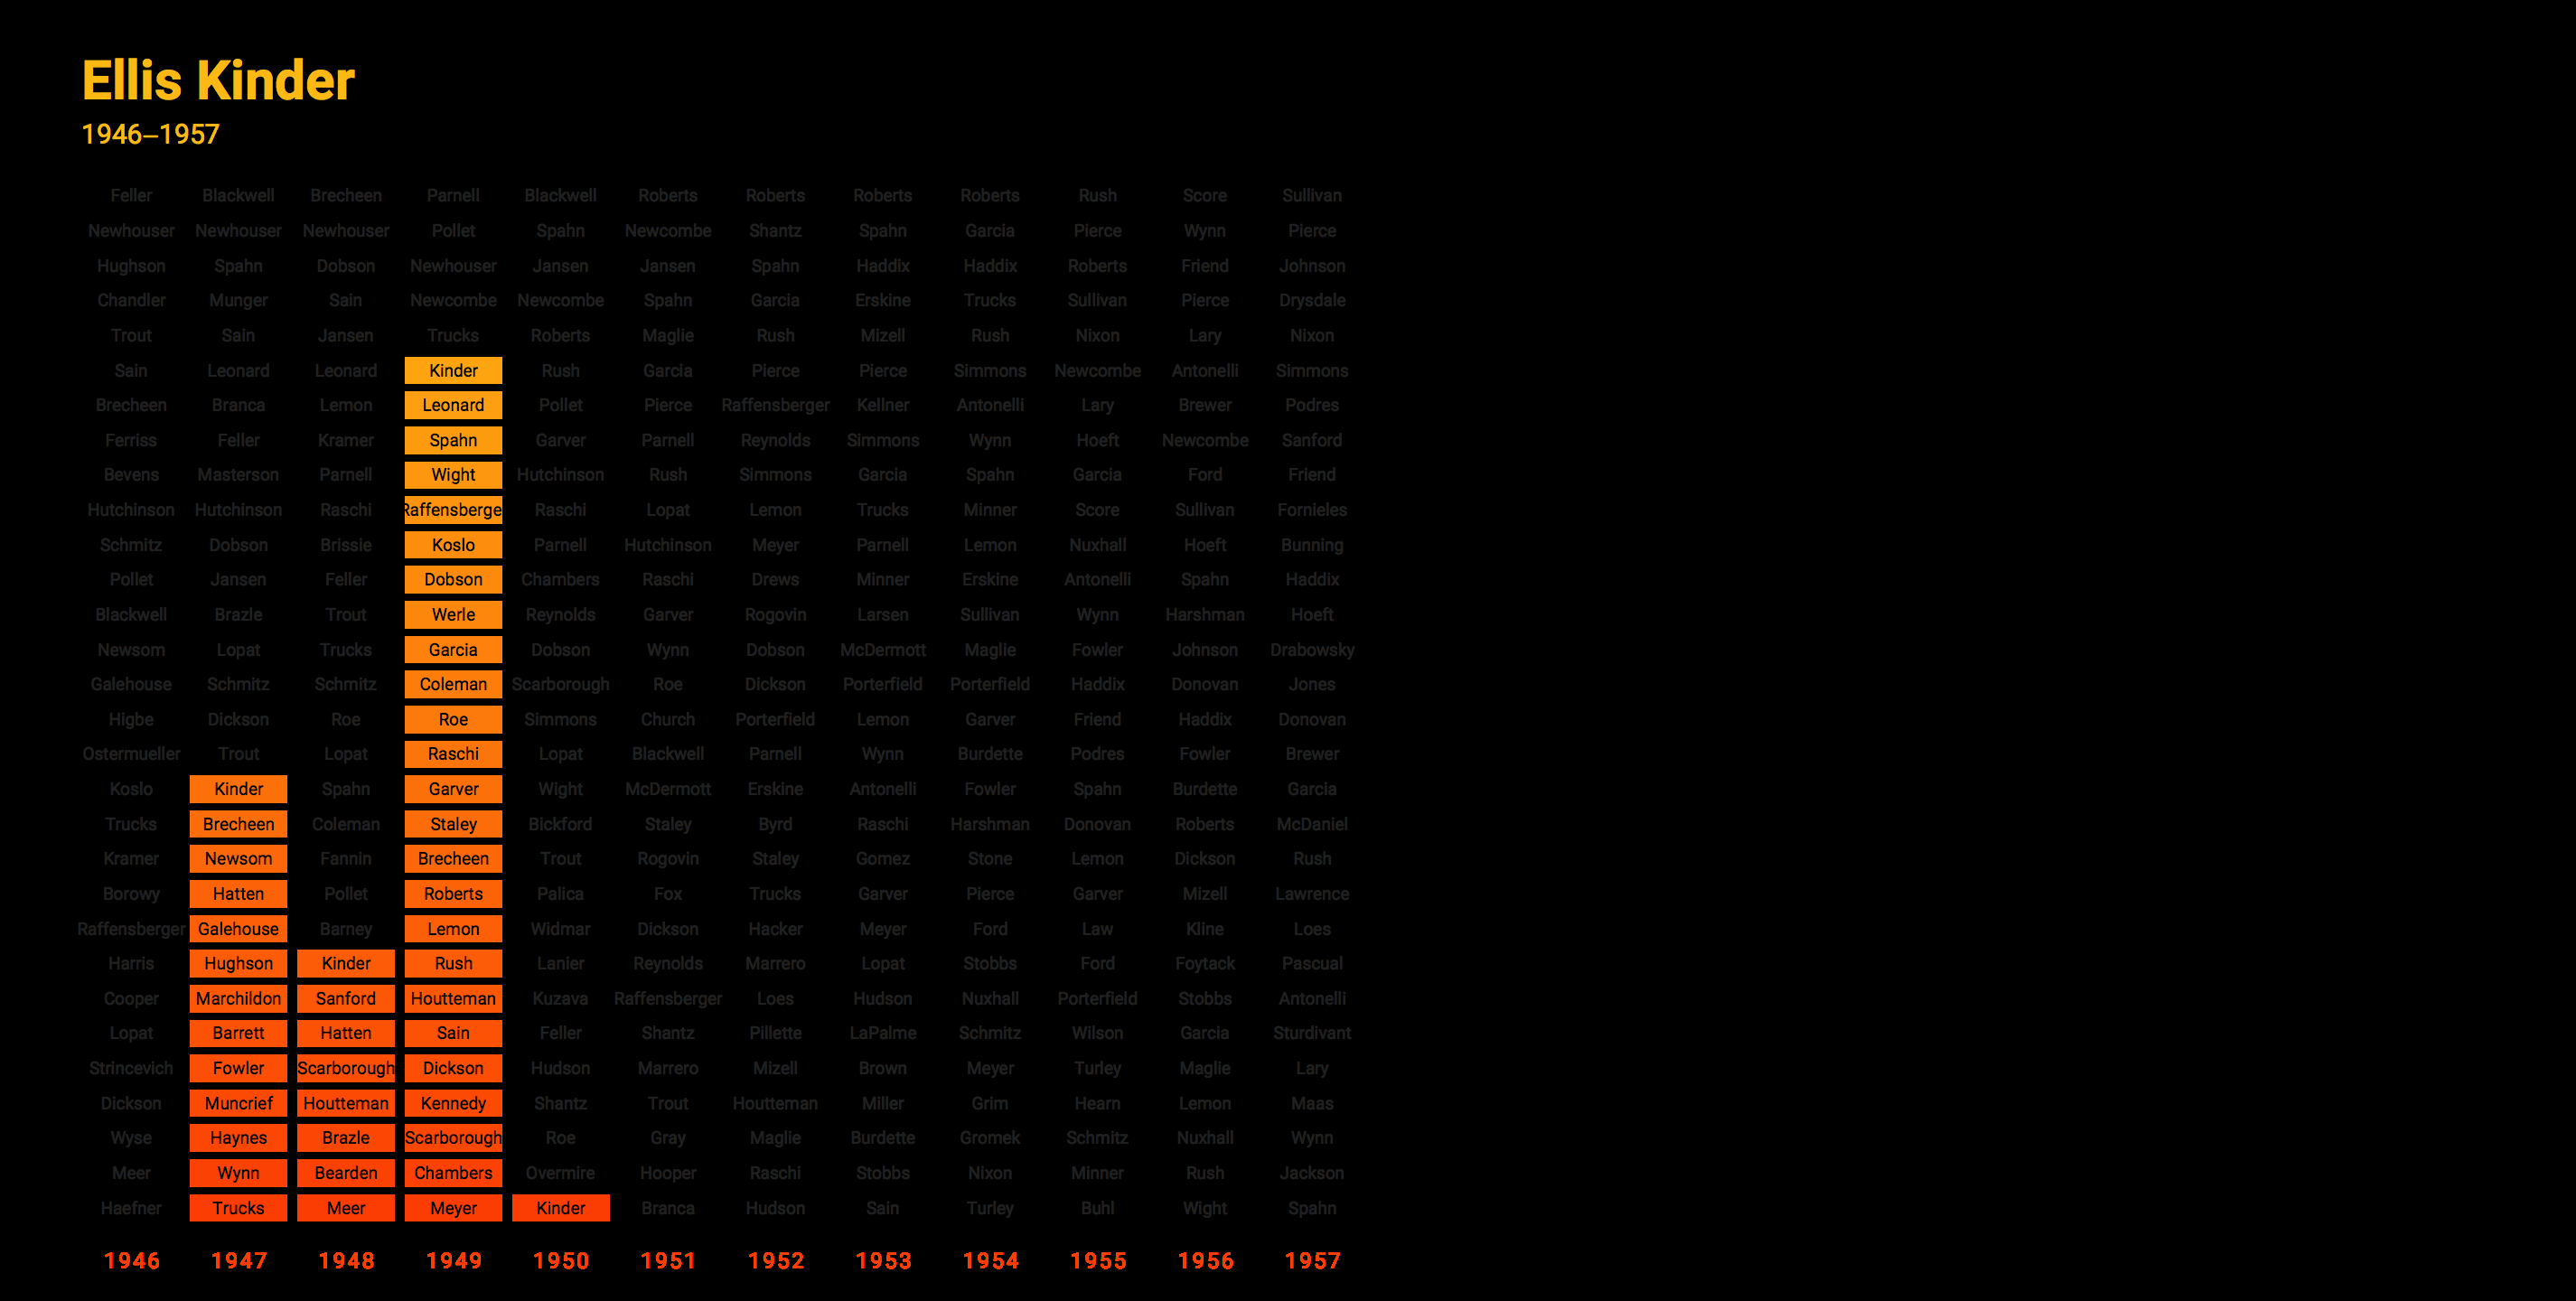 Ellis Kinder
1946–1957
Feller Blackwell Brecheen Parnell Blackwell Roberts Roberts Roberts Roberts Rush Score Sullivan
Newhouser Newhouser Newhouser Pollet Spahn Newcombe Shantz Spahn Garcia Pierce Wynn Pierce
Hughson Spahn Dobson Newhouser Jansen Jansen Spahn Haddix Haddix Roberts Friend Johnson
Chandler Munger Sain Newcombe Newcombe Spahn Garcia Erskine Trucks Sullivan Pierce Drysdale
Trout Sain Jansen Trucks Roberts Maglie Rush Mizell Rush Nixon Lary Nixon
Sain Leonard Leonard Kinder Rush Garcia Pierce Pierce Simmons Newcombe Antonelli Simmons
Brecheen Branca Lemon Leonard Pollet Pierce Raffensberger Kellner Antonelli Lary Brewer Podres
Ferriss Feller Kramer Spahn Garver Parnell Reynolds Simmons Wynn Hoeft Newcombe Sanford
Bevens Masterson Parnell Wight Hutchinson Rush Simmons Garcia Spahn Garcia Ford Friend
Hutchinson Hutchinson Raschi Raffensberge Raschi Lopat Lemon Trucks Minner Score Sullivan Fornieles
Schmitz Dobson Brissie Koslo Parnell Hutchinson Meyer Parnell Lemon Nuxhall Hoeft Bunning
Pollet Jansen Feller Dobson Chambers Raschi Drews Minner Erskine Antonelli Spahn Haddix
Blackwell Brazle Trout Werle Reynolds Garver Rogovin Larsen Sullivan Wynn Harshman Hoeft
Newsom Lopat Trucks Garcia Dobson Wynn Dobson McDermott Maglie Fowler Johnson Drabowsky
Galehouse Schmitz Schmitz Coleman Scarborough Roe Dickson Porterfield Porterfield Haddix Donovan Jones
Higbe Dickson Roe Roe Simmons Church Porterfield Lemon Garver Friend Haddix Donovan
Ostermueller Trout Lopat Raschi Lopat Blackwell Parnell Wynn Burdette Podres Fowler Brewer
Koslo Kinder Spahn Garver Wight McDermott Erskine Antonelli Fowler Spahn Burdette Garcia
Trucks Brecheen Coleman Staley Bickford Staley Byrd Raschi Harshman Donovan Roberts McDaniel
Kramer Newsom Fannin Brecheen Trout Rogovin Staley Gomez Stone Lemon Dickson Rush
Borowy Hatten Pollet Roberts Palica Fox Trucks Garver Pierce Garver Mizell Lawrence
Raffensberger Galehouse Barney Lemon Widmar Dickson Hacker Meyer Ford Law Kline Loes
Harris Hughson Kinder Rush Lanier Reynolds Marrero Lopat Stobbs Ford Foytack Pascual
Cooper Marchildon Sanford Houtteman Kuzava Raffensberger Loes Hudson Nuxhall Porterfield Stobbs Antonelli
Lopat Barrett Hatten Sain Feller Shantz Pillette LaPalme Schmitz Wilson Garcia Sturdivant
Strincevich Fowler Scarborough Dickson Hudson Marrero Mizell Brown Meyer Turley Maglie Lary
Dickson Muncrief Houtteman Kennedy Shantz Trout Houtteman Miller Grim Hearn Lemon Maas
Wyse Haynes Brazle Scarborough Roe Gray Maglie Burdette Gromek Schmitz Nuxhall Wynn
Meer Wynn Bearden Chambers Overmire Hooper Raschi Stobbs Nixon Minner Rush Jackson
Haefner Trucks Meer Meyer Kinder Branca Hudson Sain Turley Buhl Wight Spahn
1946 1947 1948 1949 1950 1951 1952 1953 1954 1955 1956 1957